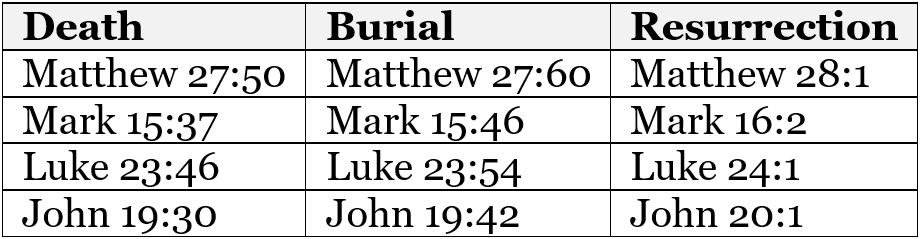 Death Burial Resurrection
Matthew 27:50 Matthew 27:60 Matthew 28:1
Mark 15:37 Mark 15:46 Mark 16:2
Luke 23:46 Luke 23:54 Luke 24:1
John 19:30 John 19:42 John 20:1